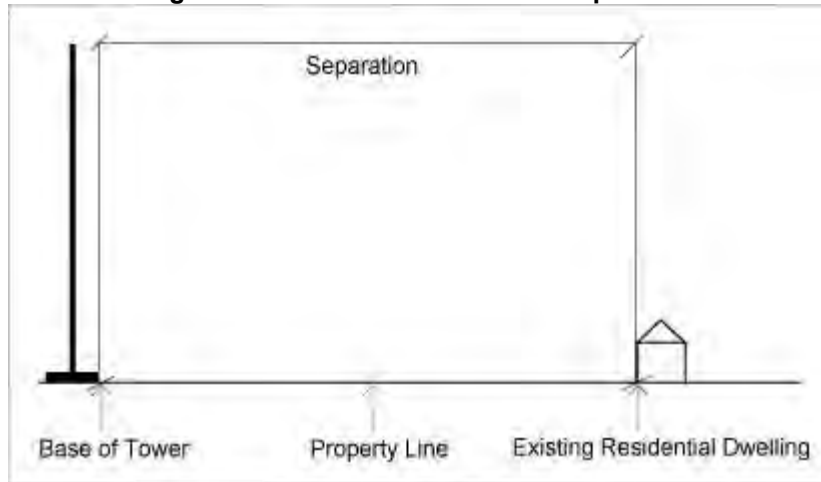 Separation
Base of Tower
Property Line
Existing Residential Dwelling